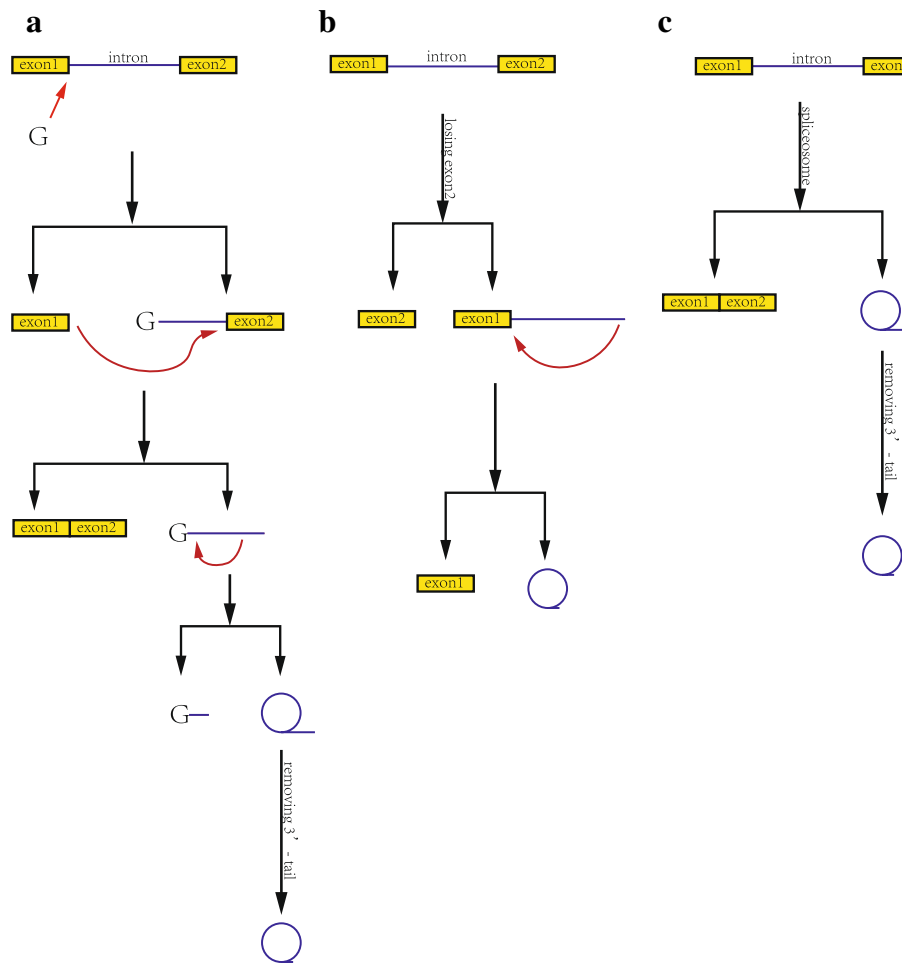 a
exon1
intron
exon2
G
exon1
G
exon2
exon1
exon2
G
G
removing 3' - tail
b
exon1
intron
exon2
losing exon2
exon2
exon1
exon1
c
exon1
intron
exon
spliceosome
exon1
exon2
removing 3' - tail